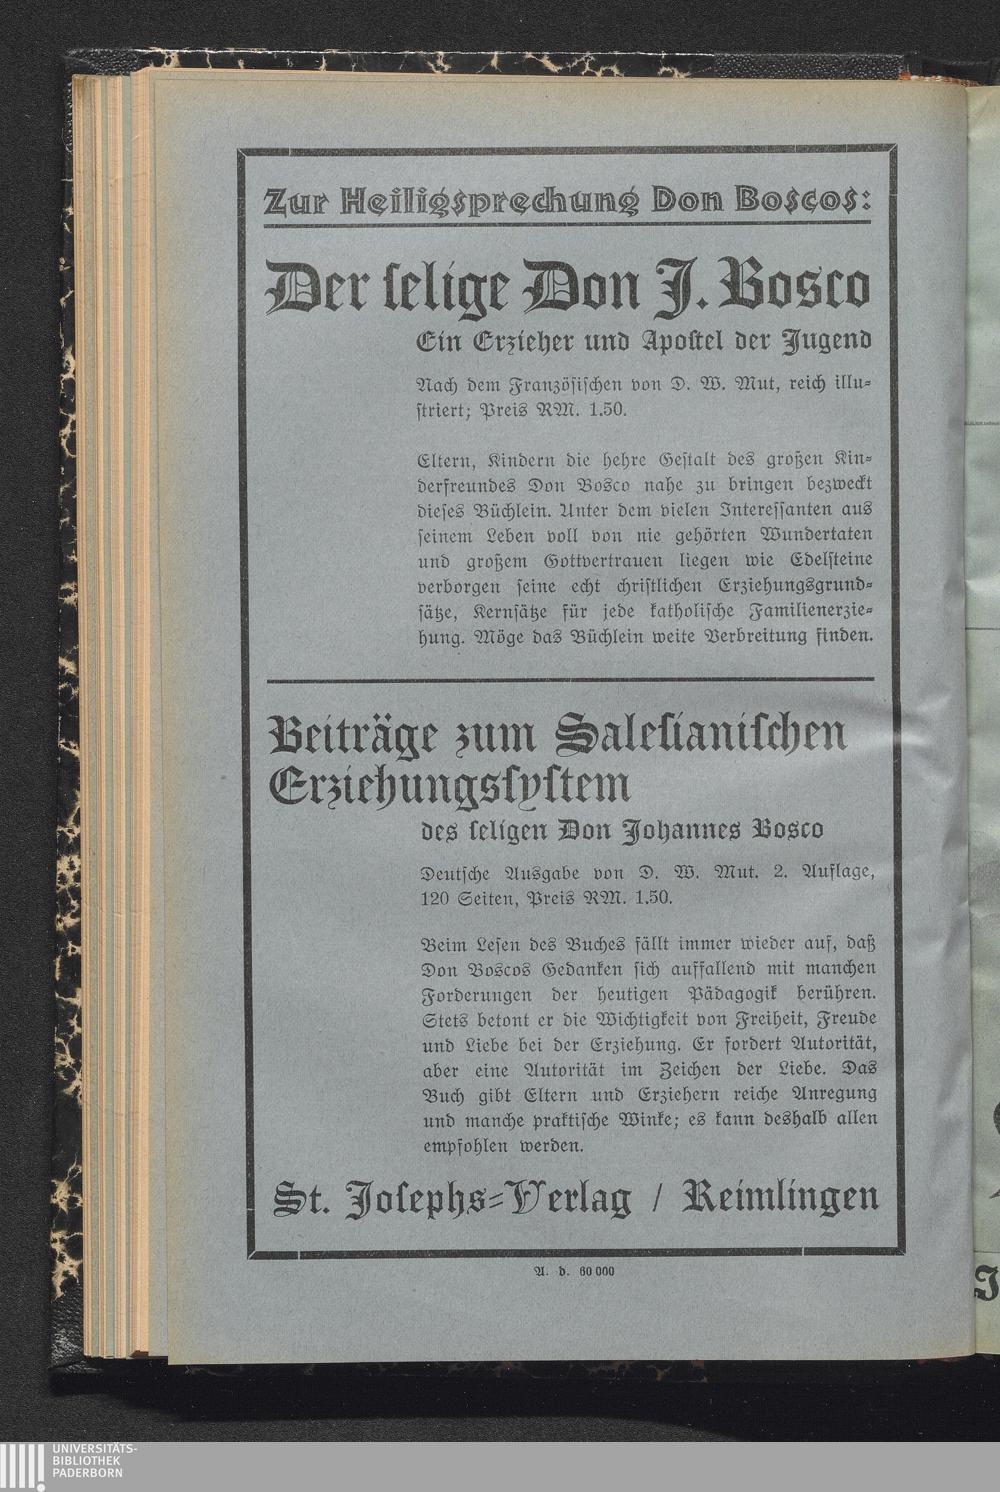 Zur Heiligsprechung Don Boscos:
Der selige Don J. Bosco
Ein Erzieher und Apostel der Jugend
Nach dem Französischen von D. W. Mut, reich illu-
striert; Preis RM. 1.50.
Eltern, Kindern die hehre Gestalt des großen Kin-
derfreundes Don Bosco nahe zu bringen bezweckt
dieses Büchlein. Unter dem vielen Interessanten aus
seinem Leben voll von nie gehörten Wundertaten
und großem Gottvertrauen liegen wie Edelsteine
verborgen seine echt christlichen Erziehungsgrund-
sätze, Kernsätze für jede katholische Familienerzie-
hung. Möge das Büchlein weite Verbreitung finden.
Beiträge zum Salesianischen
Erziehungssystem
des seligen Don Johannes Bosco
Deutsche Ausgabe von D. W. Mut. 2. Auflage,
120 Seiten, Preis RM. 1.50.
Beim Lesen des Buches fällt immer wieder auf, daß
Don Boscos Gedanken sich auffallend mit manchen
Forderungen der heutigen Pädagogik berühren.
Stets betont er die Wichtigkeit von Freiheit, Freude
und Liebe bei der Erziehung. Er fordert Autorität,
aber eine Autorität im Zeichen der Liebe. Das
Buch gibt Eltern und Erziehern reiche Anregung
und manche praktische Winke; es kann deshalb allen
empfohlen werden.
St. Josephs-Verlag / Reimlingen
A. d. 60 000
J
UNIVERSITÄTS-
BIBLIOTHEK
PADERBORN